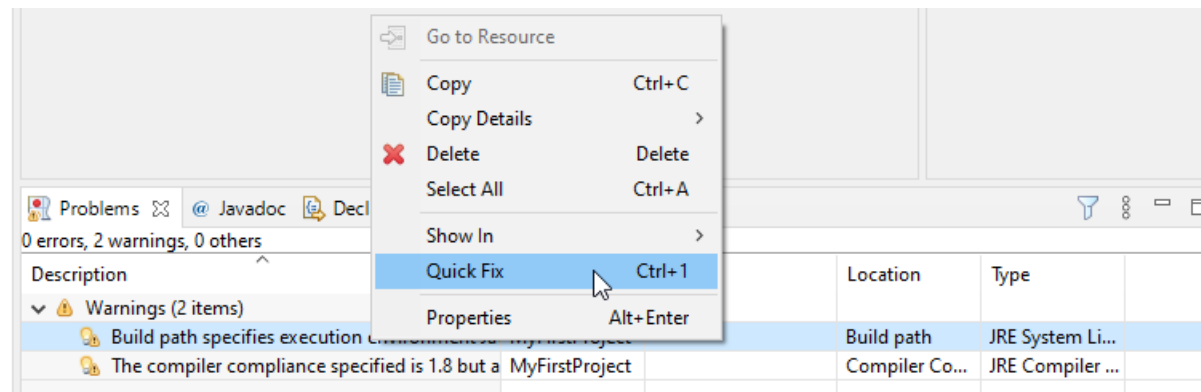 Go to Resource
Copy Ctrl+C
Copy Details
Delete Delete
Select All Ctrl+A
Show In
Quick Fix Ctrl+1
Properties Alt+Enter
Problems @ Javadoc Decl
0 errors, 2 warnings, 0 others
Description Location Type
Warnings (2 items)
Build path specifies execution Build path JRE System Li...
The compiler compliance specified is 1.8 but a MyFirstProject Compiler Co... JRE Compiler ...